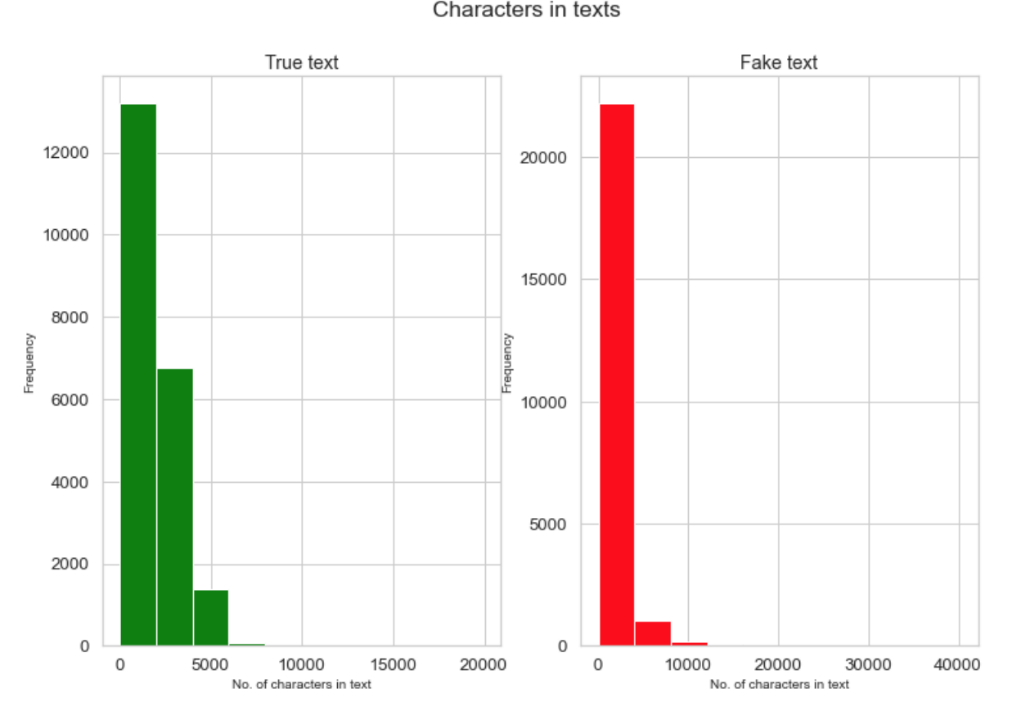 Characters in texts
True text
12000
10000
8000
6000
4000
2000
0
Frequency
0 5000 10000 15000 20000
No. of characters in text
Fake text
20000
15000
10000
5000
0
Frequency
0 10000 20000 30000 40000
No. of characters in text